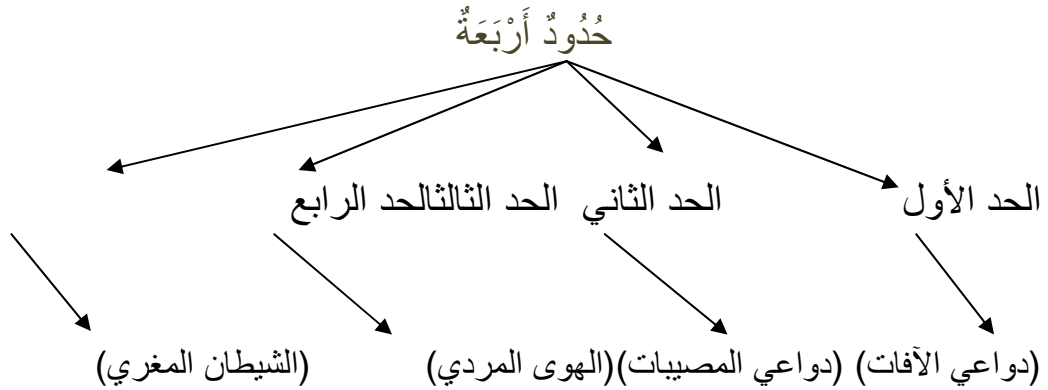 حُدُودٌ أَرْبَعَةٌ
الحد الأول الحد الثاني الحد الثالثالحد الرابع
(دواعي الآفات) (دواعي المصيبات)(الهوى المردي) (الشيطان المغري)